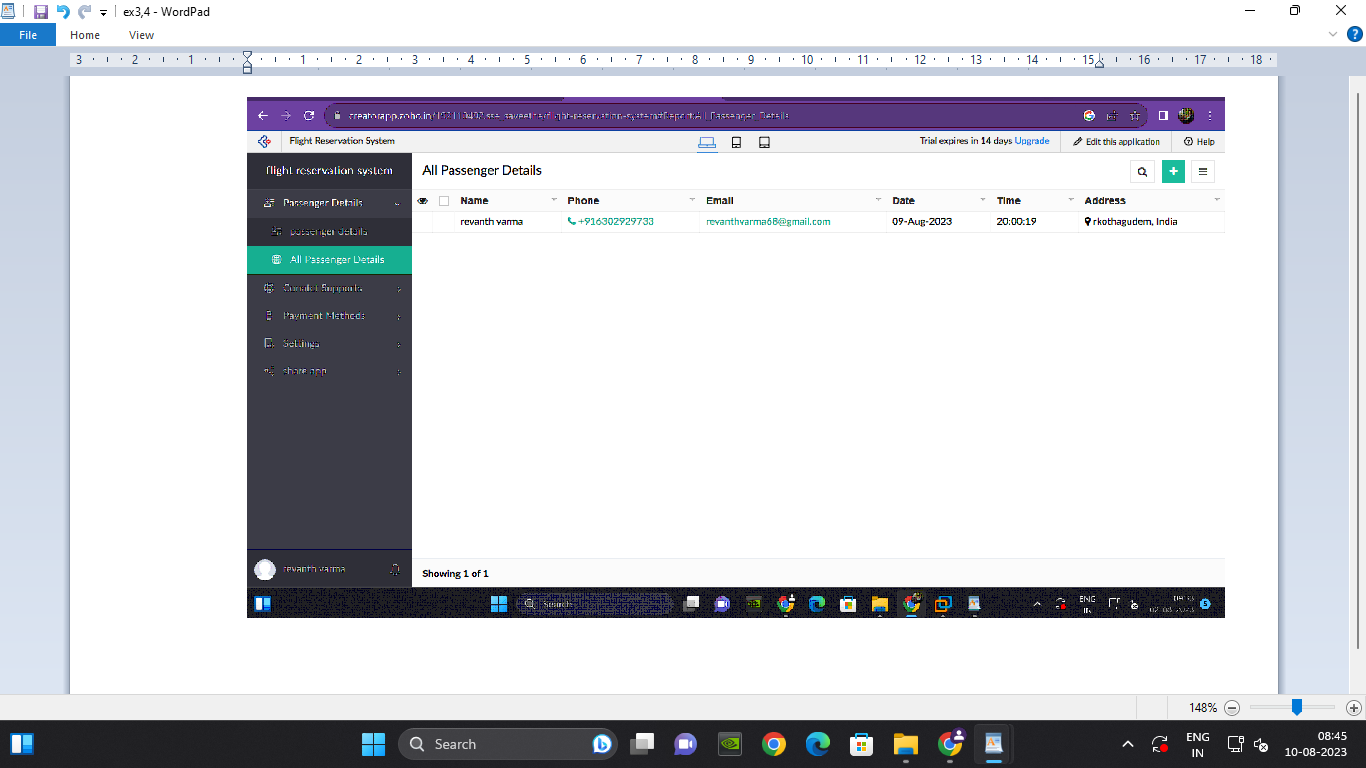 ex3,4 - WordPad
File Home View
3 2 1 1 2 3 4 5 6 7 8 9 10 11 12 13 14 15 16 17 18
Flight Reservation System Trial expires in 14 days Upgrade Edit this application Help
flight reservation system
All Passenger Details
Passenger Details
Name Phone Email Date Time Address
revanth varma +916302929733 revanthvarma68@gmail.com 09-Aug-2023 20:00:19 rkothagudem, India
passenger details
All Passenger Details
Supports
Payment Methods
Settings
share app
revanth varma
Showing 1 of 1
Search
ENG
IN
148%
Search
ENG
IN
08:45
10-08-2023